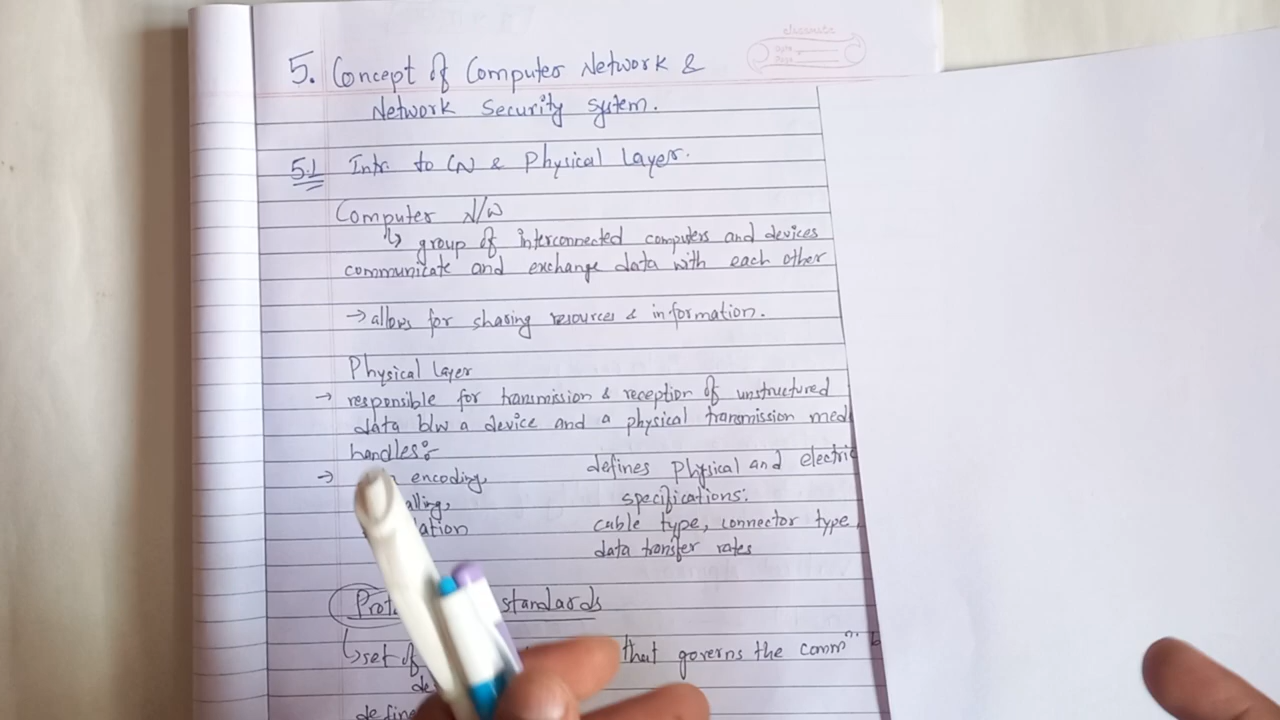 5. Concept of Computer Network &
Network Security system.
5.1 Intr. to CN & Physical Layer.
Computer N/W
↳ group of interconnected computers and devices
communicate and exchange data with each other
→ allows for sharing resources & information.
Physical Layer
→ responsible for transmission & reception of unstructured
data b/w a device and a physical transmission med
handles:
→ encoding,
defines physical and electric
specifications:
cable type, connector type,
data transfer rates
standards
↳ set of that governs the commⁿ